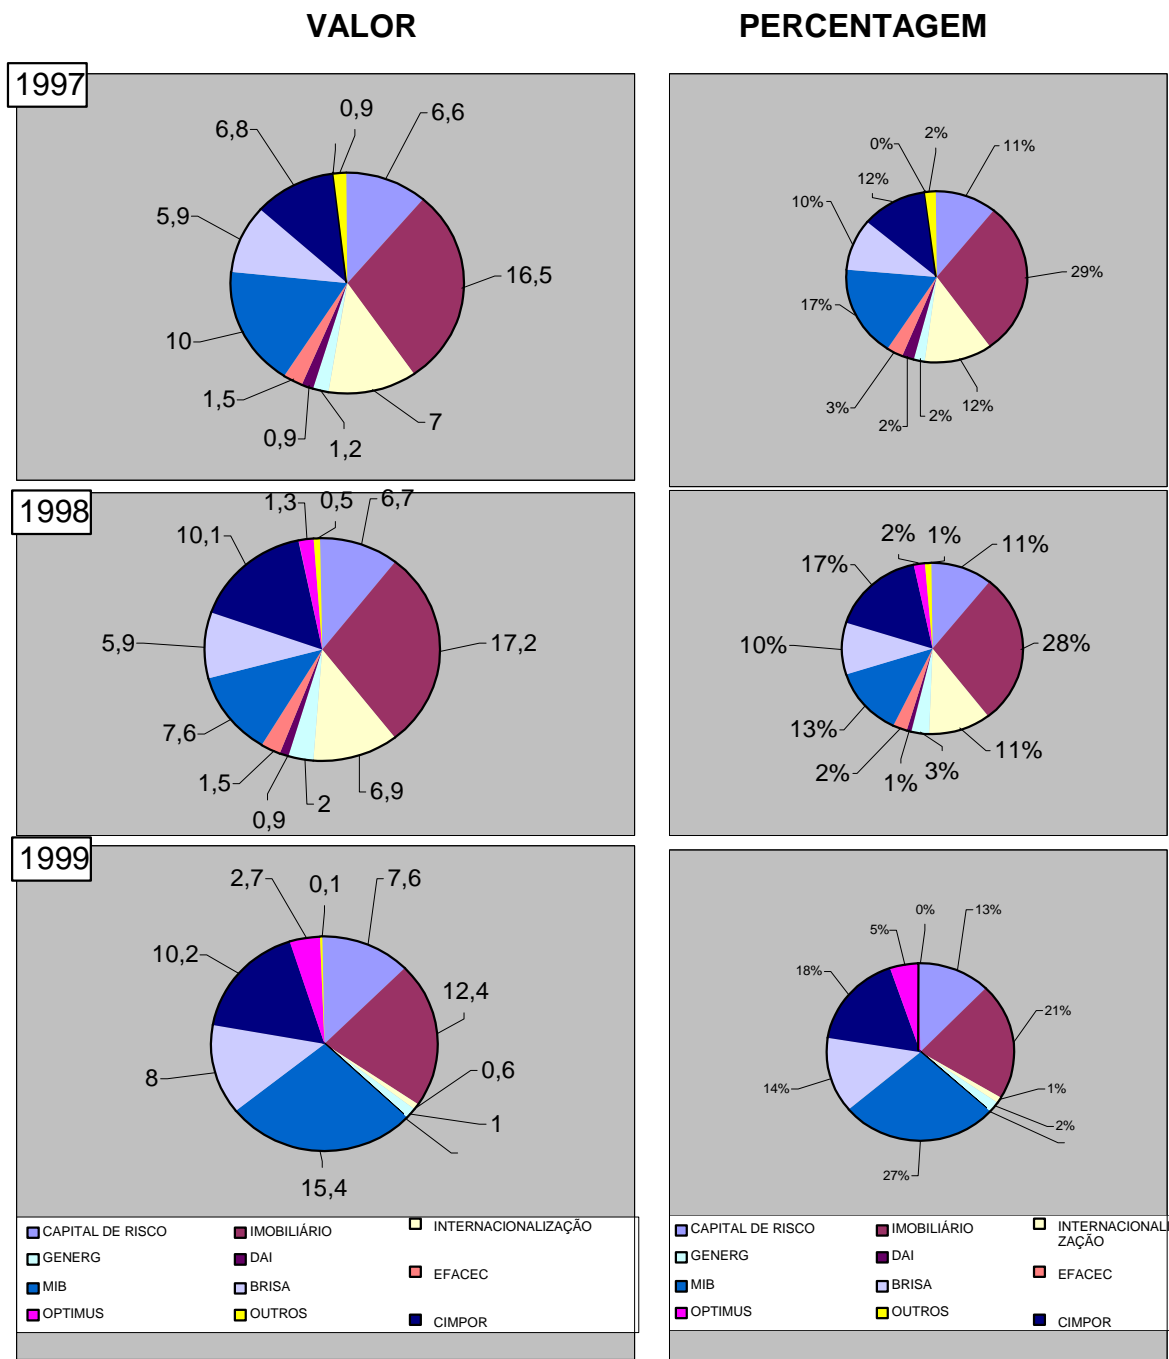 VALOR
PERCENTAGEM
1997
0,9
6,6
6,8
5,9
16,5
10
1,5
0,9
1,2
7
2%
0%
11%
12%
10%
29%
17%
3%
2%
2%
12%
1998
1,3
0,5
6,7
10,1
5,9
17,2
7,6
1,5
0,9
2
6,9
2%
1%
11%
17%
10%
28%
13%
2%
1%
3%
11%
1999
2,7
0,1
7,6
10,2
12,4
8
0,6
1
15,4
0%
13%
5%
18%
21%
14%
1%
2%
27%
CAPITAL DE RISCO
IMOBILIÁRIO
INTERNACIONALIZAÇÃO
GENERG
DAI
EFACEC
MIB
BRISA
OPTIMUS
OUTROS
CIMPOR
CAPITAL DE RISCO
IMOBILIÁRIO
INTERNACIONALI
ZAÇÃO
GENERG
DAI
EFACEC
MIB
BRISA
OPTIMUS
OUTROS
CIMPOR